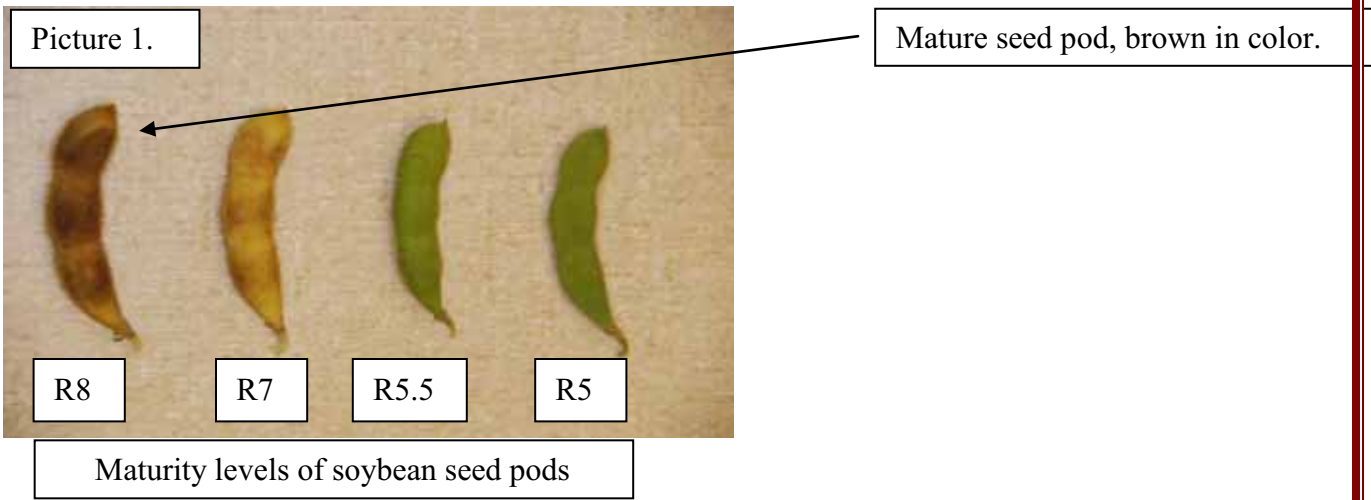 Picture 1.
Mature seed pod, brown in color.
R8
R7
R5.5
R5
Maturity levels of soybean seed pods